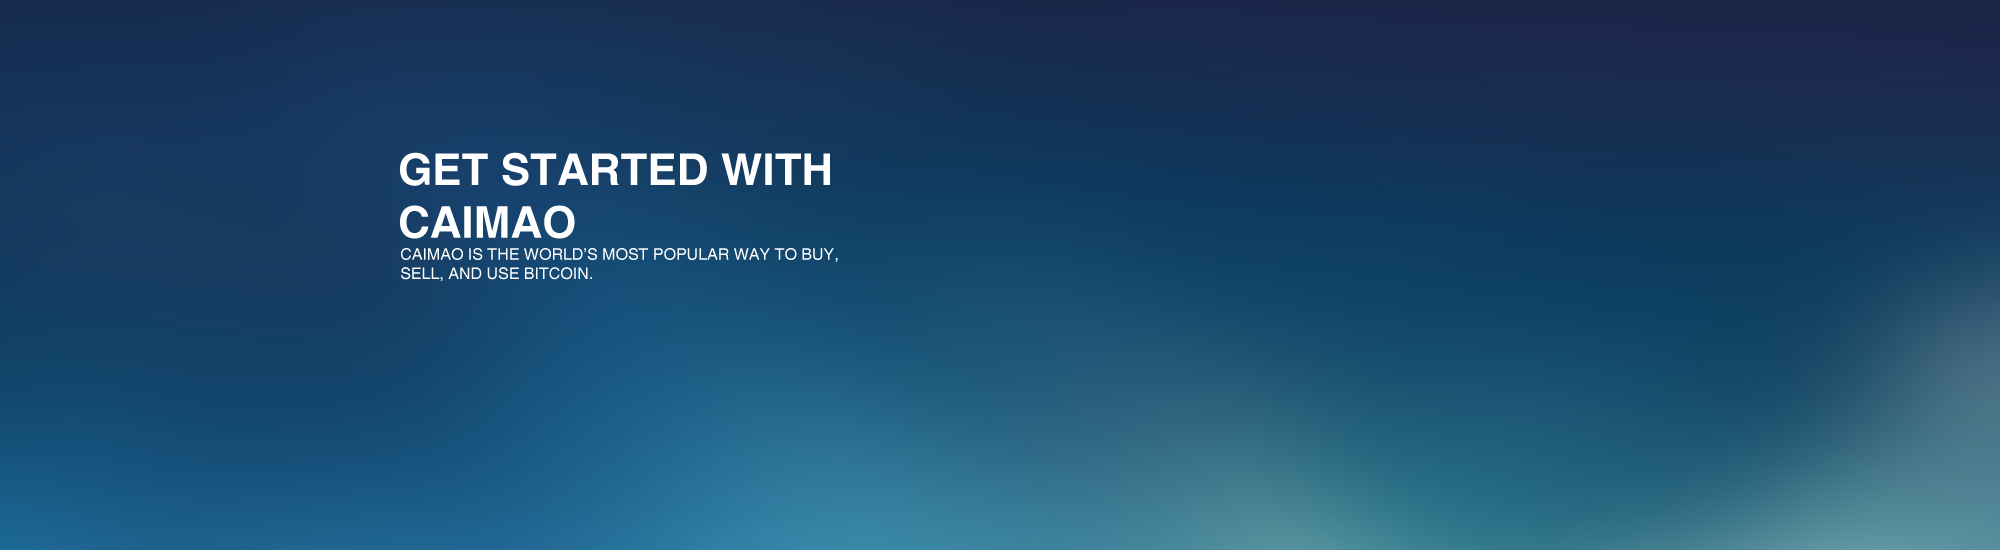 GET STARTED WITH
CAIMAO
CAIMAO IS THE WORLD’S MOST POPULAR WAY TO BUY,
SELL, AND USE BITCOIN.